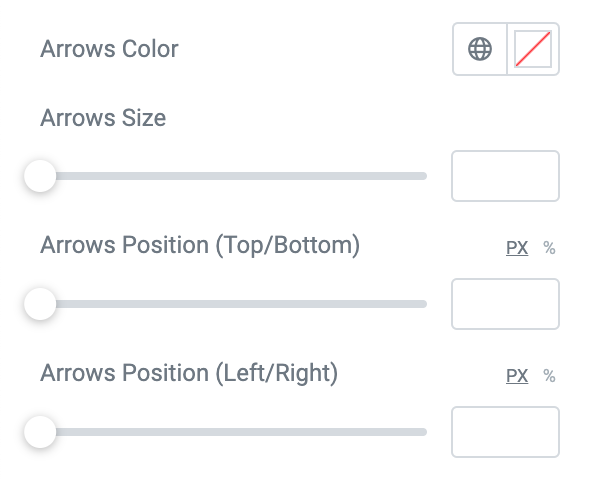 Arrows Color
Arrows Size
Arrows Position (Top/Bottom) PX %
Arrows Position (Left/Right) PX %